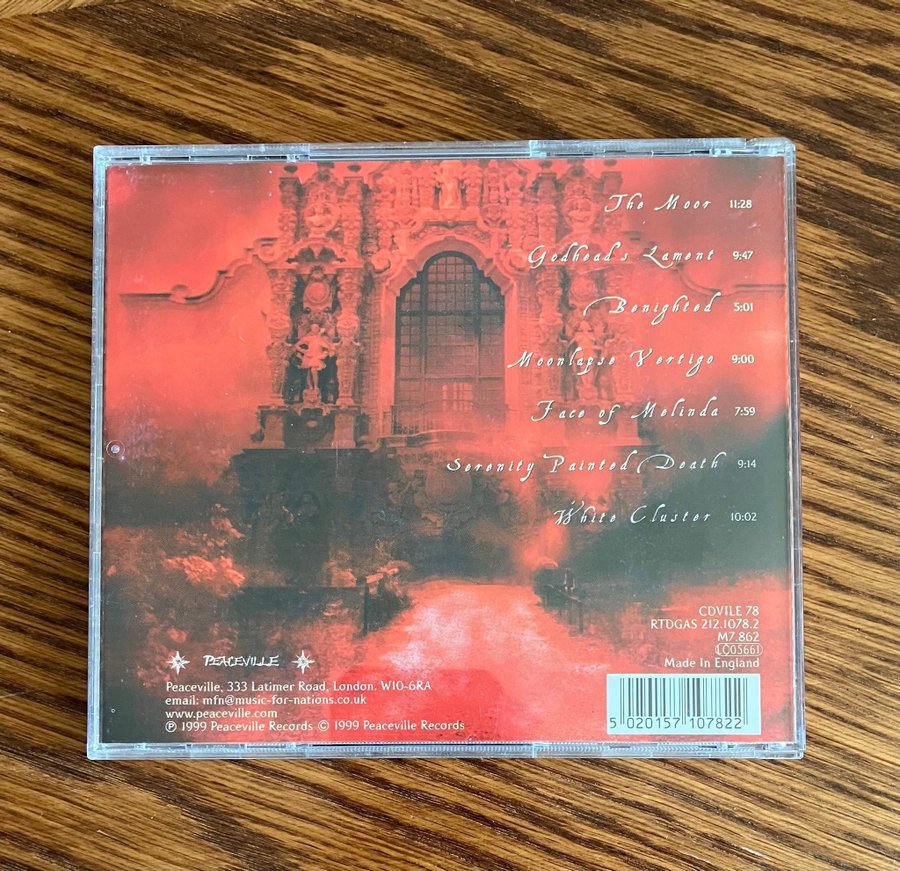 The Moor 11:28
Godhead's Lament 9:47
Benighted 5:01
Moonlapse Vertigo 9:00
Face of Melinda 7:59
Serenity Painted Death 9:14
White Cluster 10:02
CDVILE 78
RTDGAS 212.1078.2
M7.862
LC05661
Made In England
PEACEVILLE
Peaceville, 333 Latimer Road, London. W10-6RA
email: mfn@music-for-nations.co.uk
www.peaceville.com
℗ 1999 Peaceville Records © 1999 Peaceville Records
5 020157 107822